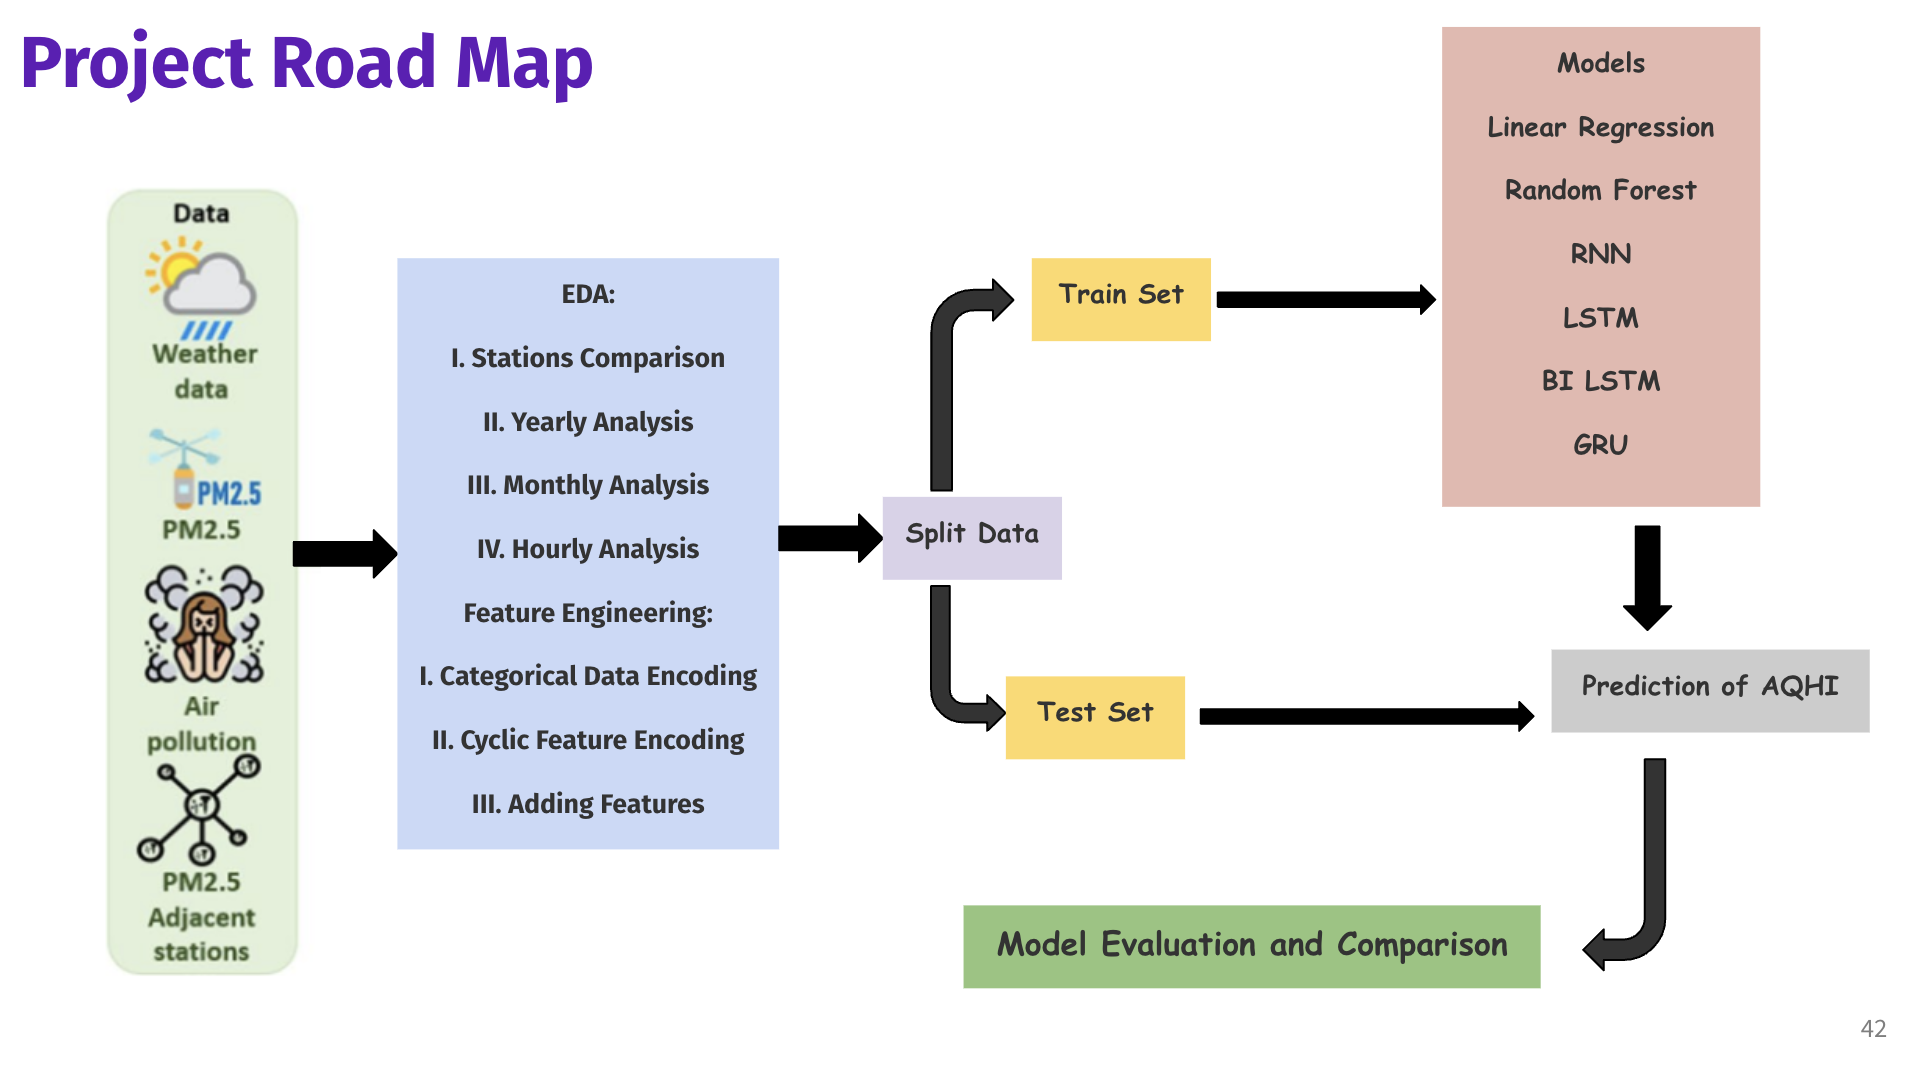 Project Road Map
Data
Weather
data
PM2.5
PM2.5
Air
pollution
PM2.5
Adjacent
stations
EDA:
I. Stations Comparison
II. Yearly Analysis
III. Monthly Analysis
IV. Hourly Analysis
Feature Engineering:
I. Categorical Data Encoding
II. Cyclic Feature Encoding
III. Adding Features
Split Data
Train Set
Test Set
Models
Linear Regression
Random Forest
RNN
LSTM
BI LSTM
GRU
Prediction of AQHI
Model Evaluation and Comparison
42